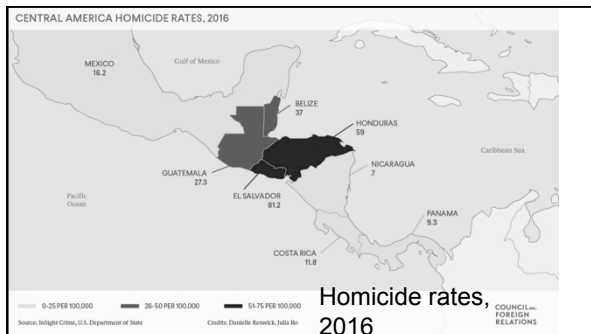 CENTRAL AMERICA HOMICIDE RATES, 2016
MEXICO
16.2
Gulf of Mexico
BELIZE
37
HONDURAS
59
Caribbean Sea
GUATEMALA
27.3
NICARAGUA
7
EL SALVADOR
81.2
Pacific
Ocean
PANAMA
9.3
COSTA RICA
11.8
0-25 PER 100,000
26-50 PER 100,000
51-75 PER 100,000
Source: InSight Crime, U.S. Department of State
Credits: Danielle Renwick, Julia Ro
Homicide rates,
2016
COUNCIL on
FOREIGN
RELATIONS